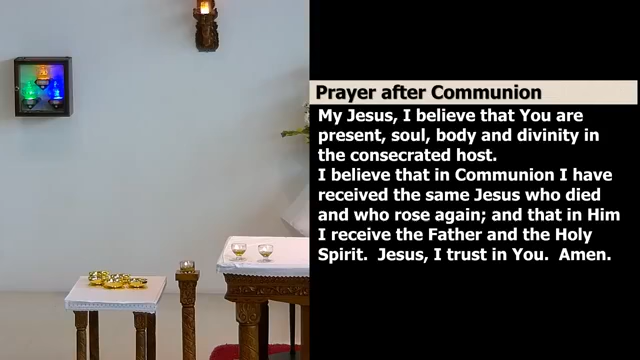 Prayer after Communion
My Jesus, I believe that You are
present, soul, body and divinity in
the consecrated host.
I believe that in Communion I have
received the same Jesus who died
and who rose again; and that in Him
I receive the Father and the Holy
Spirit.  Jesus, I trust in You.  Amen.